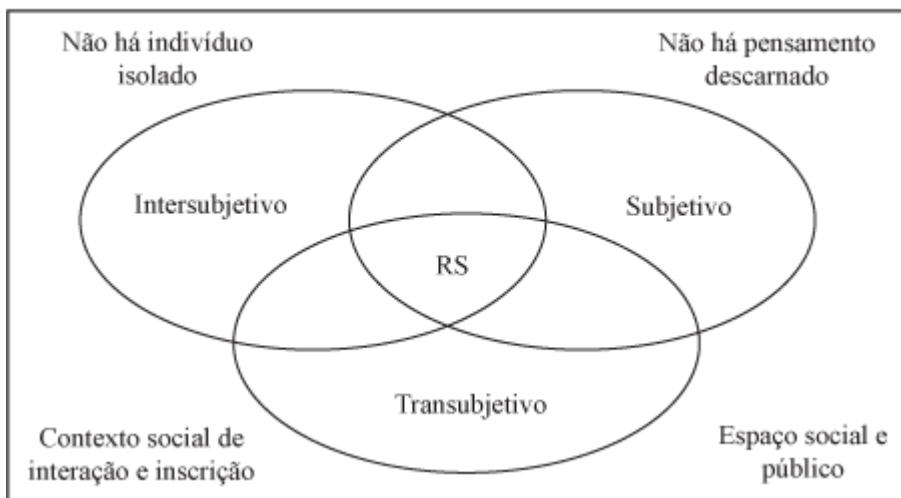 Não há indivíduo
isolado
Não há pensamento
descarnado
Intersubjetivo
Subjetivo
RS
Transubjetivo
Contexto social de
interação e inscrição
Espaço social e
público